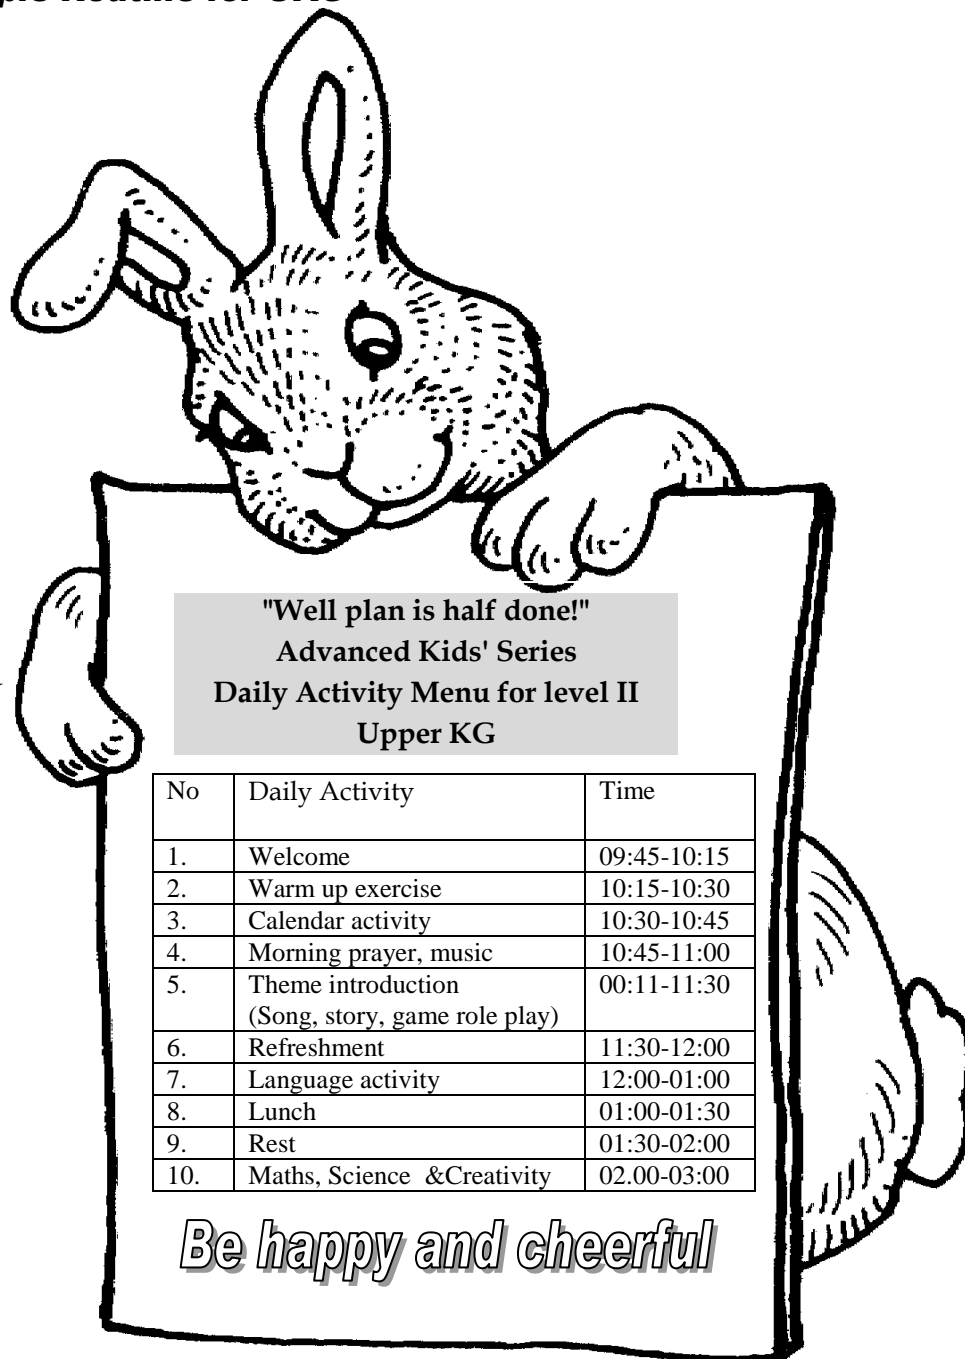 "Well plan is half done!"
Advanced Kids' Series
Daily Activity Menu for level II
Upper KG
No Daily Activity Time
1. Welcome 09:45-10:15
2. Warm up exercise 10:15-10:30
3. Calendar activity 10:30-10:45
4. Morning prayer, music 10:45-11:00
5. Theme introduction 00:11-11:30
(Song, story, game role play)
6. Refreshment 11:30-12:00
7. Language activity 12:00-01:00
8. Lunch 01:00-01:30
9. Rest 01:30-02:00
10. Maths, Science &Creativity 02.00-03:00
Be happy and cheerful